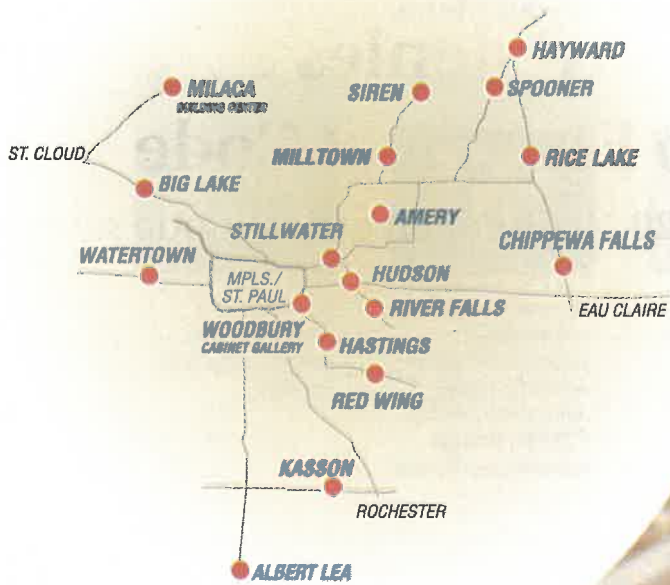 HAYWARD
MILACA
BUILDING CENTER
SIREN
SPOONER
ST. CLOUD
MILLTOWN
RICE LAKE
BIG LAKE
AMERY
STILLWATER
CHIPPEWA FALLS
WATERTOWN
MPLS./
ST. PAUL
HUDSON
RIVER FALLS
EAU CLAIRE
WOODBURY
CABINET GALLERY
HASTINGS
RED WING
KASSON
ROCHESTER
ALBERT LEA